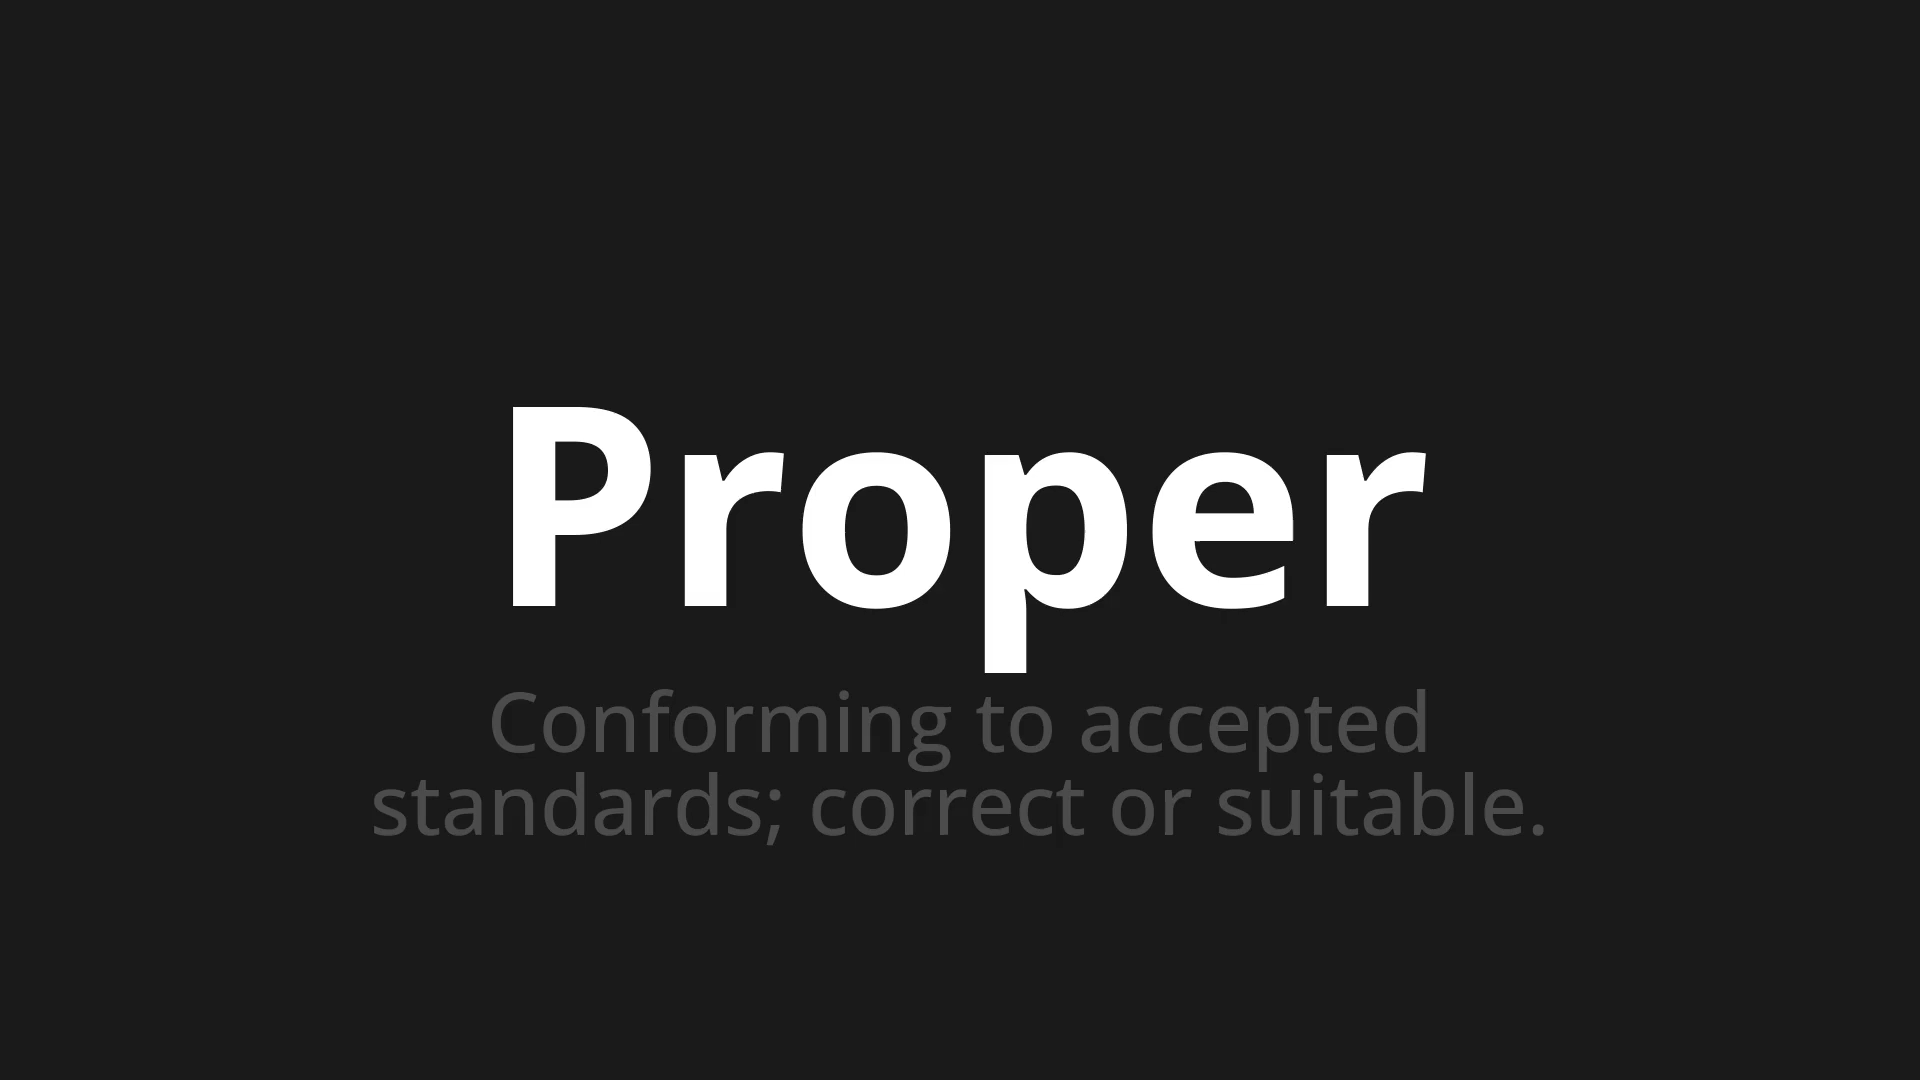 Proper
Conforming to accepted
standards; correct or suitable.